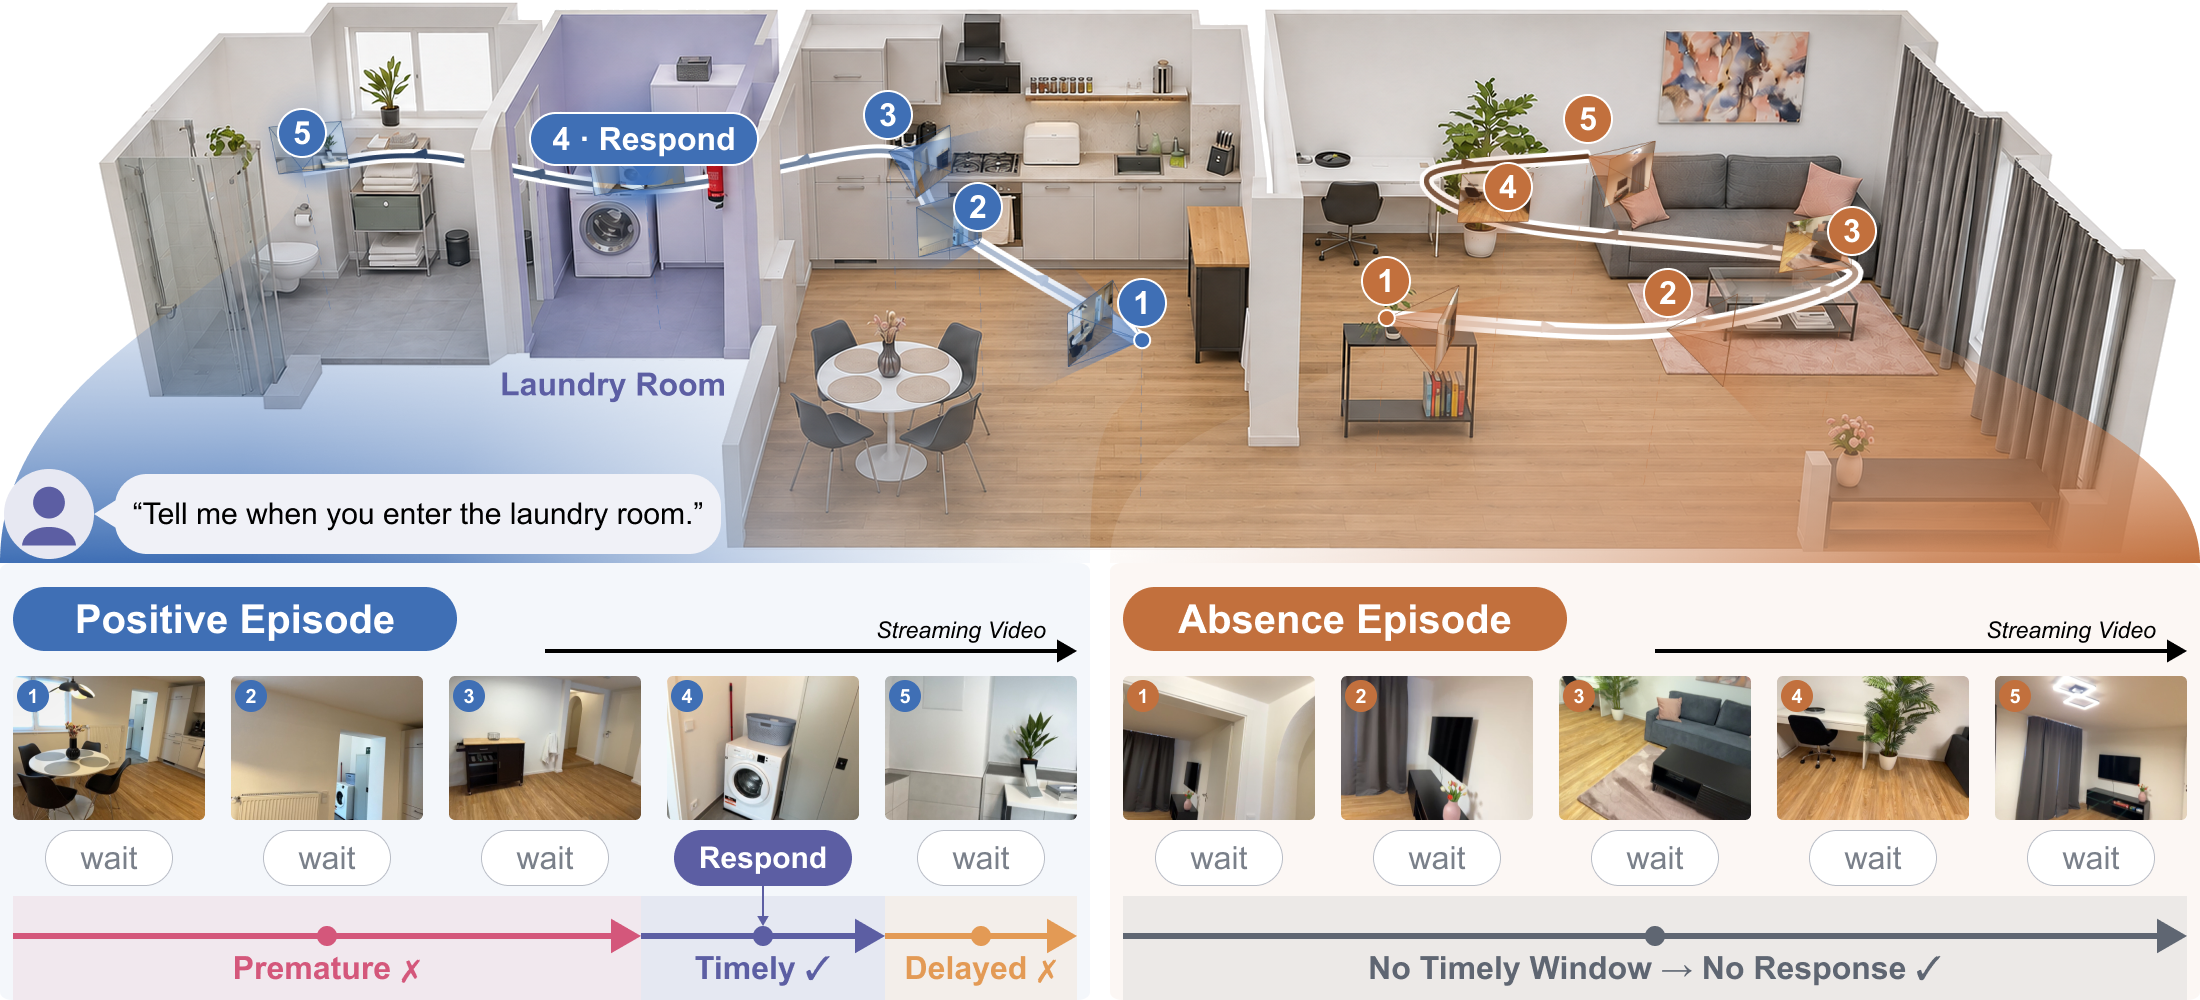 5
4 · Respond
3
2
1
5
4
3
2
1
Laundry Room
“Tell me when you enter the laundry room.”
Positive Episode
Streaming Video
1
2
3
4
5
wait
wait
wait
Respond
wait
Premature ✗
Timely ✓
Delayed ✗
Absence Episode
Streaming Video
1
2
3
4
5
wait
wait
wait
wait
wait
No Timely Window → No Response ✓